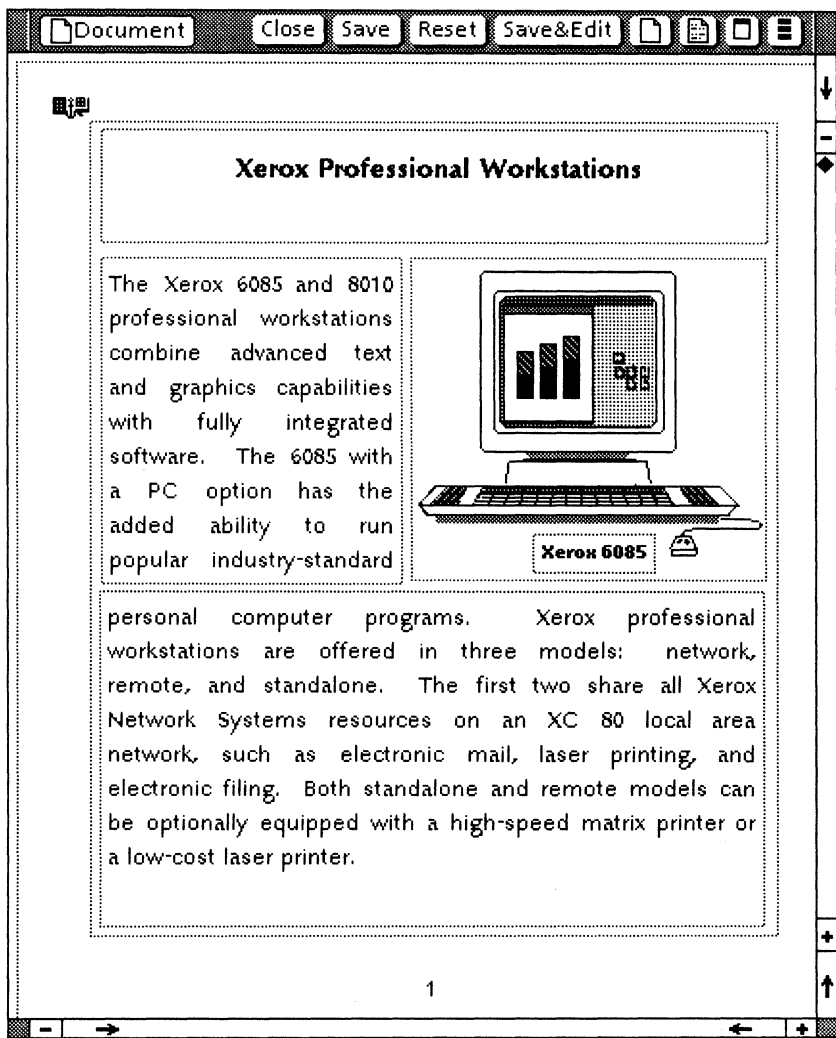 Document Close Save Reset Save&Edit
Xerox Professional Workstations
The Xerox 6085 and 8010
professional workstations
combine advanced text
and graphics capabilities
with fully integrated
software. The 6085 with
a PC option has the
added ability to run
popular industry-standard
Xerox 6085
personal computer programs. Xerox professional
workstations are offered in three models: network,
remote, and standalone. The first two share all Xerox
Network Systems resources on an XC 80 local area
network, such as electronic mail, laser printing, and
electronic filing. Both standalone and remote models can
be optionally equipped with a high-speed matrix printer or
a low-cost laser printer.
1